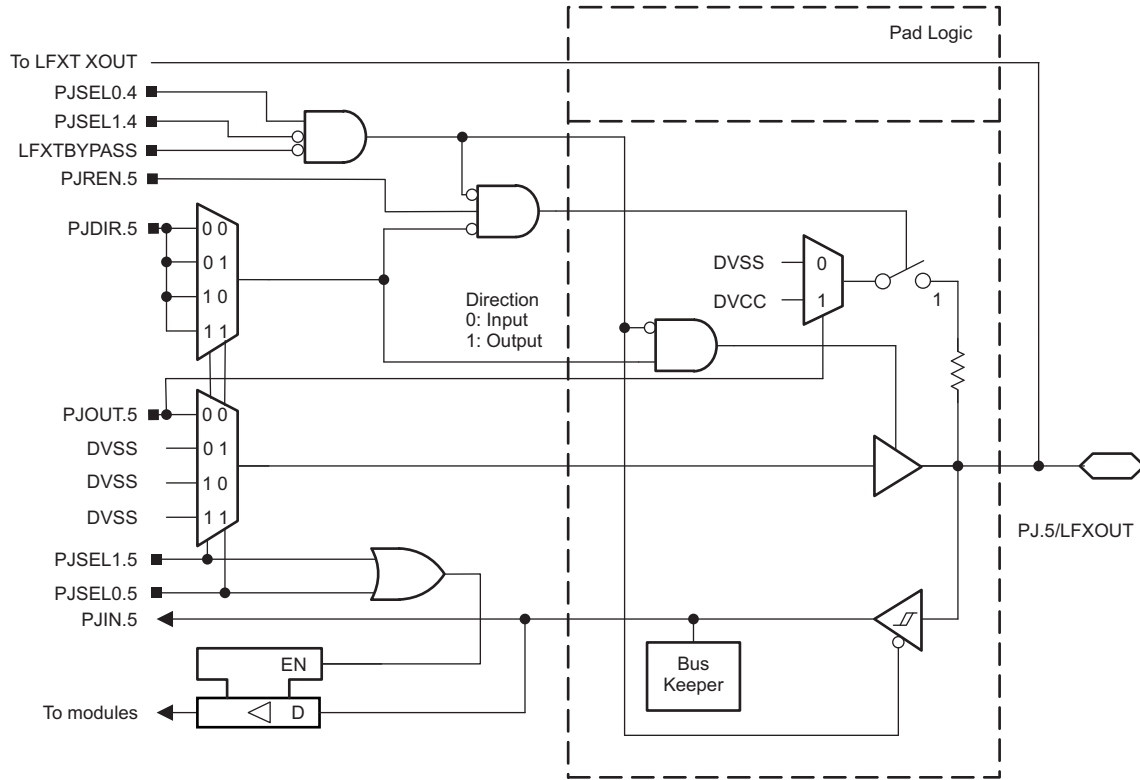 Pad Logic
To LFXT XOUT
PJSEL0.4
PJSEL1.4
LFXTBYPASS
PJREN.5
PJDIR.5
0 0
0 1
1 0
1 1
Direction
0: Input
1: Output
DVSS
0
DVCC
1
1
PJOUT.5
0 0
DVSS
0 1
DVSS
1 0
DVSS
1 1
PJ.5/LFXOUT
PJSEL1.5
PJSEL0.5
PJIN.5
EN
Bus
Keeper
To modules
D